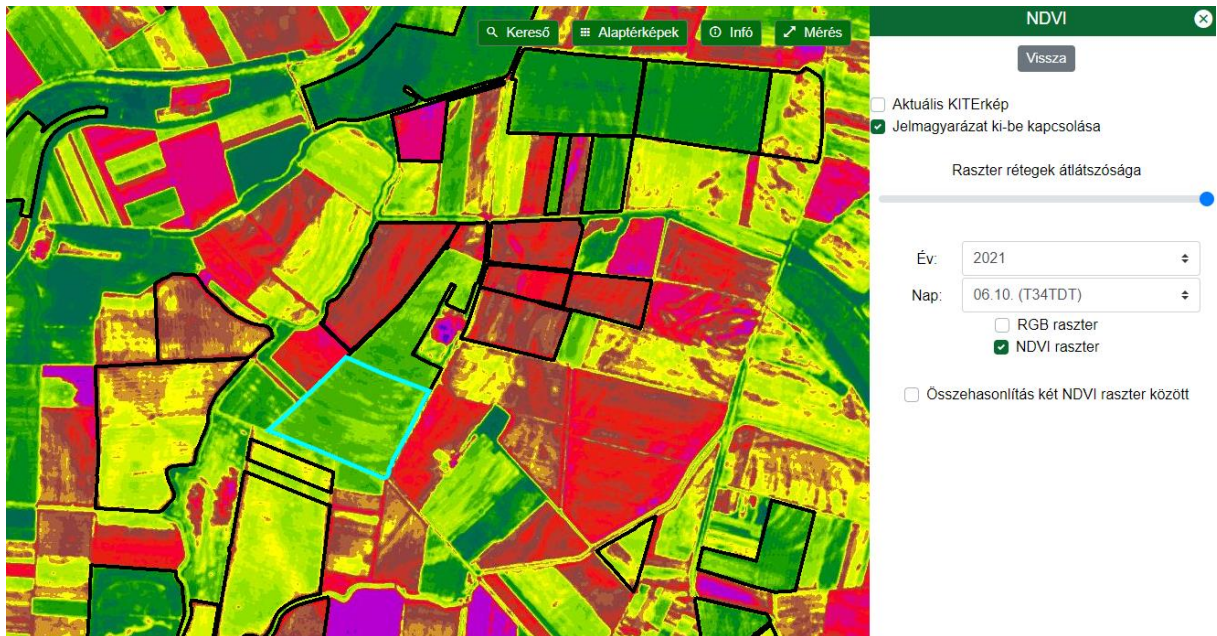 Kereső
Alaptérképek
Infó
Mérés
NDVI
Vissza
Aktuális KITErkép
Jelmagyarázat ki-be kapcsolása
Raszter rétegek átlátszósága
Év: 2021
Nap: 06.10. (T34TDT)
RGB raszter
NDVI raszter
Összehasonlítás két NDVI raszter között